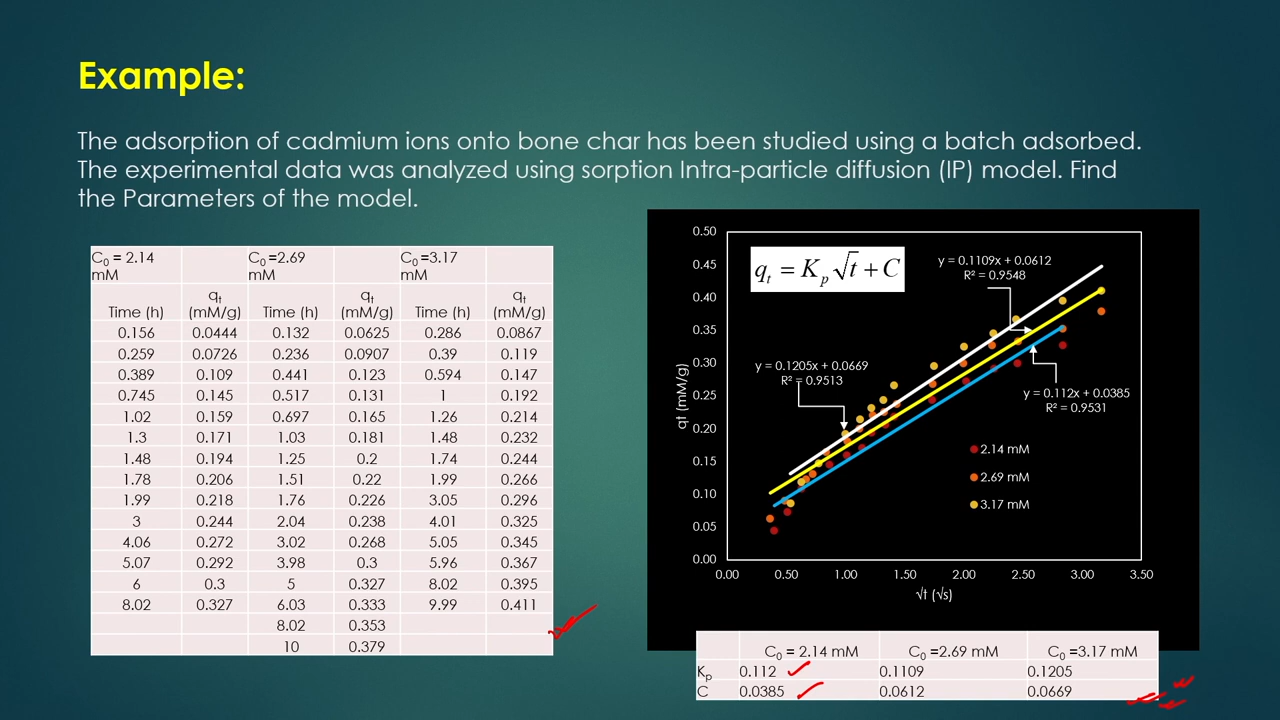 Example:
The adsorption of cadmium ions onto bone char has been studied using a batch adsorbed.
The experimental data was analyzed using sorption Intra-particle diffusion (IP) model. Find
the Parameters of the model.
C0 = 2.14 mM C0 =2.69 mM C0 =3.17 mM
Time (h) qt (mM/g) Time (h) qt (mM/g) Time (h) qt (mM/g)
0.156 0.0444 0.132 0.0625 0.286 0.0867
0.259 0.0726 0.236 0.0907 0.39 0.119
0.389 0.109 0.441 0.123 0.594 0.147
0.745 0.145 0.517 0.131 1 0.192
1.02 0.159 0.697 0.165 1.26 0.214
1.3 0.171 1.03 0.181 1.48 0.232
1.48 0.194 1.25 0.2 1.74 0.244
1.78 0.206 1.51 0.22 1.99 0.266
1.99 0.218 1.76 0.226 3.05 0.296
3 0.244 2.04 0.238 4.01 0.325
4.06 0.272 3.02 0.268 5.05 0.345
5.07 0.292 3.98 0.3 5.96 0.367
6 0.3 5 0.327 8.02 0.395
8.02 0.327 6.03 0.333 9.99 0.411
8.02 0.353
10 0.379
qt = Kp √t + C
y = 0.1109x + 0.0612
R² = 0.9548
y = 0.1205x + 0.0669
R² = 0.9513
y = 0.112x + 0.0385
R² = 0.9531
2.14 mM
2.69 mM
3.17 mM
qt (mM/g)
0.50
0.45
0.40
0.35
0.30
0.25
0.20
0.15
0.10
0.05
0.00
0.00 0.50 1.00 1.50 2.00 2.50 3.00 3.50
√t (√s)
C0 = 2.14 mM C0 =2.69 mM C0 =3.17 mM
Kp 0.112 0.1109 0.1205
C 0.0385 0.0612 0.0669